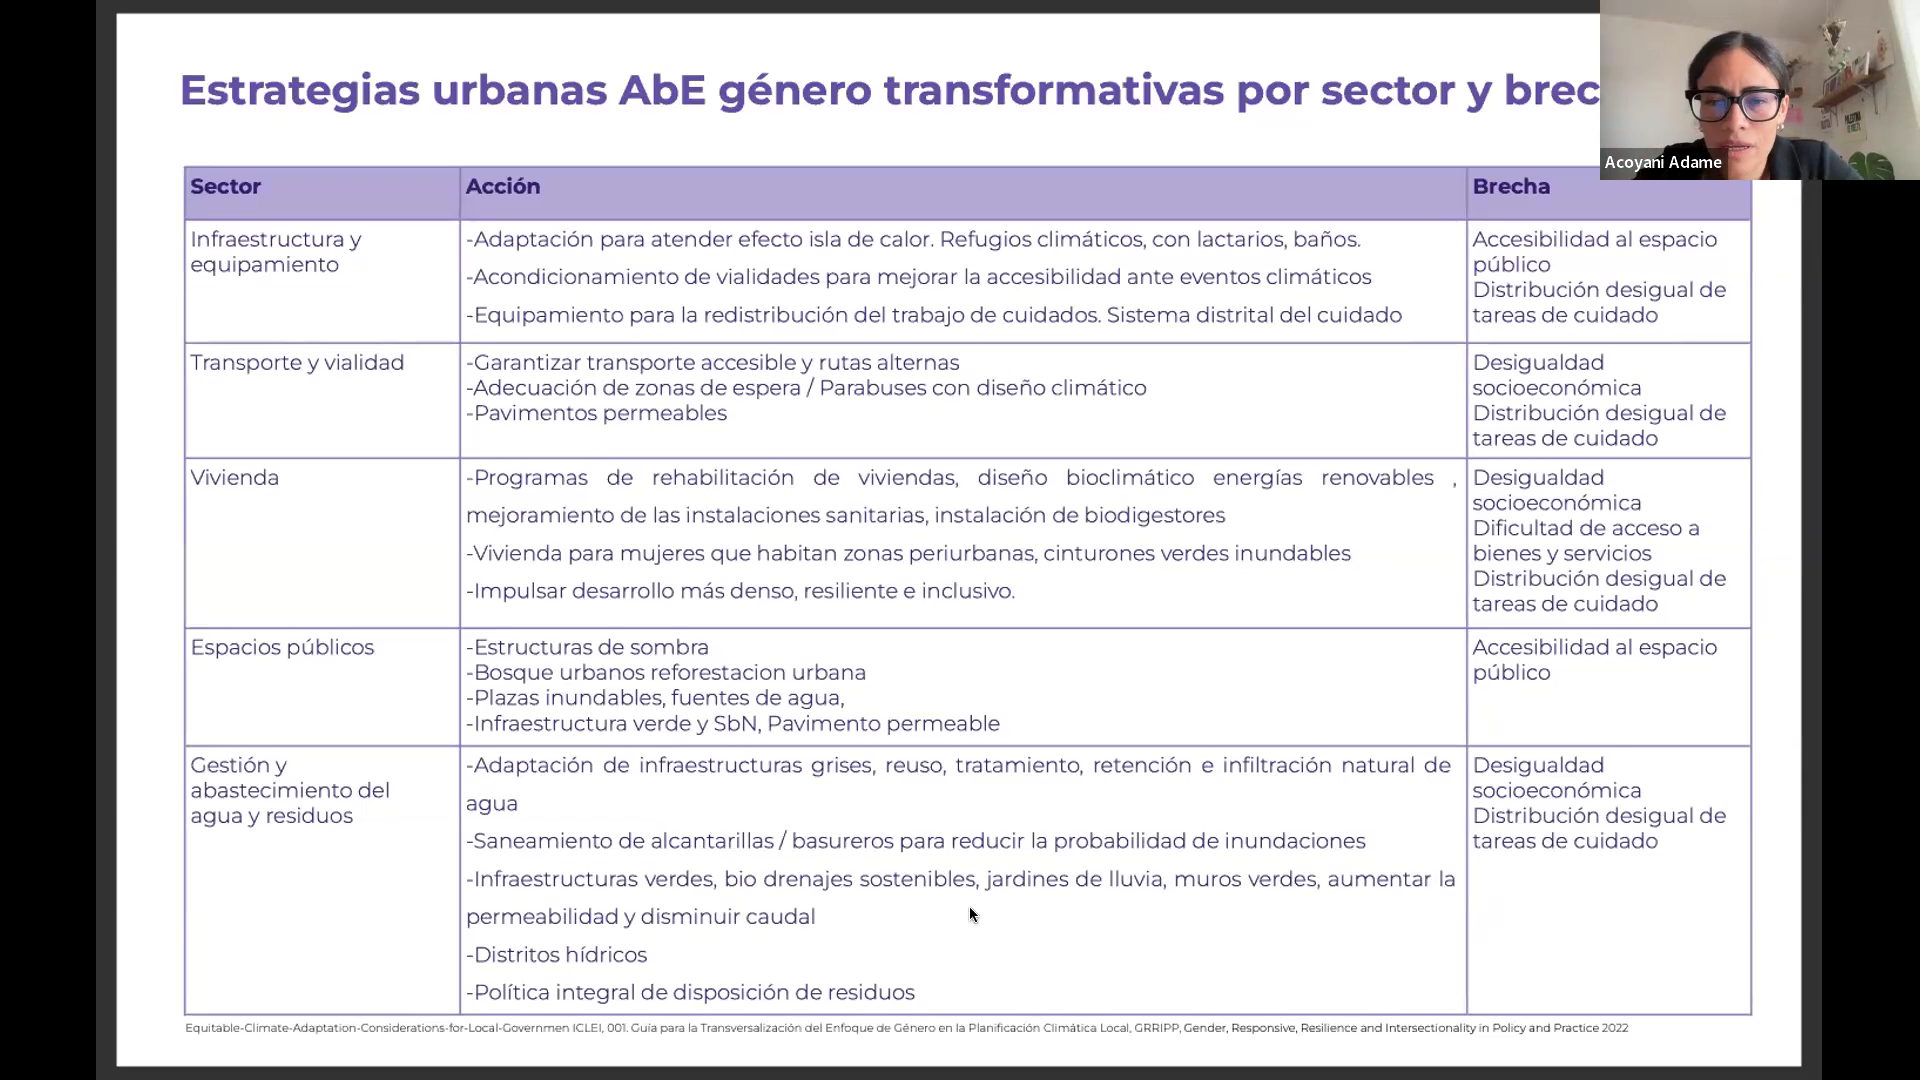 Estrategias urbanas AbE género transformativas por sector y brec
Acoyani Adame
Sector
Acción
Brecha
Infraestructura y
equipamiento
-Adaptación para atender efecto isla de calor. Refugios climáticos, con lactarios, baños.
-Acondicionamiento de vialidades para mejorar la accesibilidad ante eventos climáticos
-Equipamiento para la redistribución del trabajo de cuidados. Sistema distrital del cuidado
Accesibilidad al espacio
público
Distribución desigual de
tareas de cuidado
Transporte y vialidad
-Garantizar transporte accesible y rutas alternas
-Adecuación de zonas de espera / Parabuses con diseño climático
-Pavimentos permeables
Desigualdad
socioeconómica
Distribución desigual de
tareas de cuidado
Vivienda
-Programas de rehabilitación de viviendas, diseño bioclimático energías renovables ,
mejoramiento de las instalaciones sanitarias, instalación de biodigestores
-Vivienda para mujeres que habitan zonas periurbanas, cinturones verdes inundables
-Impulsar desarrollo más denso, resiliente e inclusivo.
Desigualdad
socioeconómica
Dificultad de acceso a
bienes y servicios
Distribución desigual de
tareas de cuidado
Espacios públicos
-Estructuras de sombra
-Bosque urbanos reforestacion urbana
-Plazas inundables, fuentes de agua,
-Infraestructura verde y SbN, Pavimento permeable
Accesibilidad al espacio
público
Gestión y
abastecimiento del
agua y residuos
-Adaptación de infraestructuras grises, reuso, tratamiento, retención e infiltración natural de
agua
-Saneamiento de alcantarillas / basureros para reducir la probabilidad de inundaciones
-Infraestructuras verdes, bio drenajes sostenibles, jardines de lluvia, muros verdes, aumentar la
permeabilidad y disminuir caudal
-Distritos hídricos
-Política integral de disposición de residuos
Desigualdad
socioeconómica
Distribución desigual de
tareas de cuidado
Equitable-Climate-Adaptation-Considerations-for-Local-Governmen ICLEI, 001. Guía para la Transversalización del Enfoque de Género en la Planificación Climática Local, GRRIPP, Gender, Responsive, Resilience and Intersectionality in Policy and Practice 2022